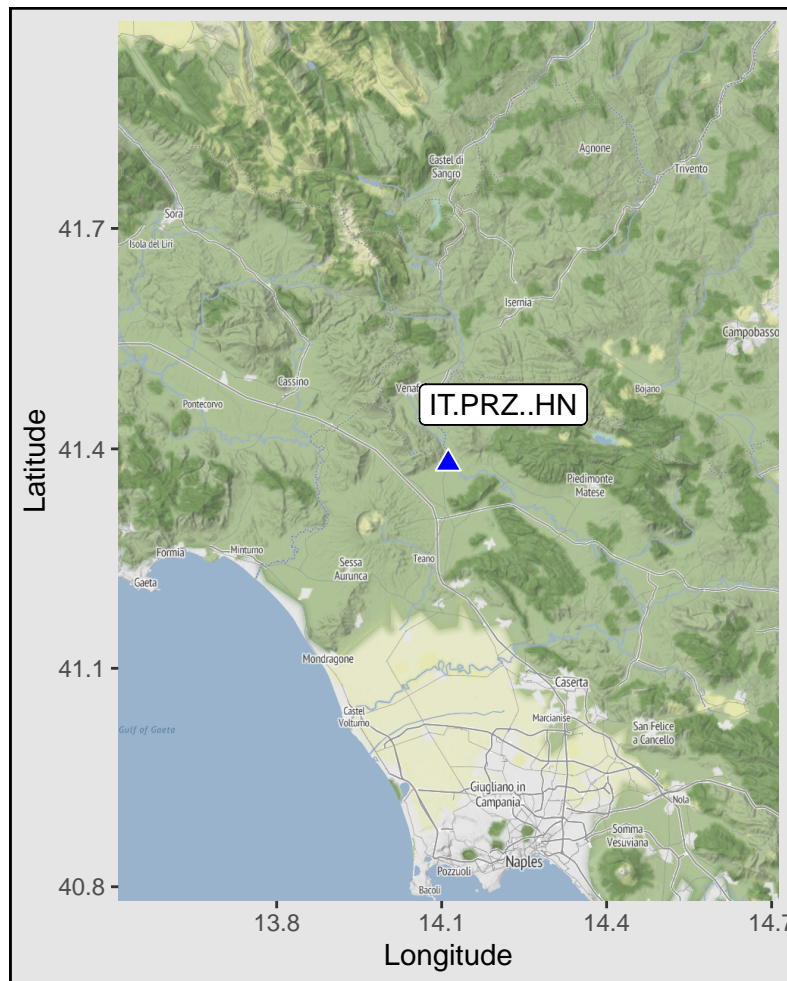 Castel di
Sangro
Agnone
Trivento
Sora
Isola del Liri
Isernia
Campobasso
Cassino
Venaf
Bojano
Pontecorvo
IT.PRZ..HN
Piedimonte
Matese
Formia
Minturno
Gaeta
Sessa
Aurunca
Teano
Mondragone
Caserta
Castel
Volturno
Marcianise
San Felice
a Cancello
Gulf of Gaeta
Giugliano in
Campania
Nola
Somma
Vesuviana
Naples
Pozzuoli
Bacoli
41.7
41.4
41.1
40.8
Latitude
13.8
14.1
14.4
14.7
Longitude